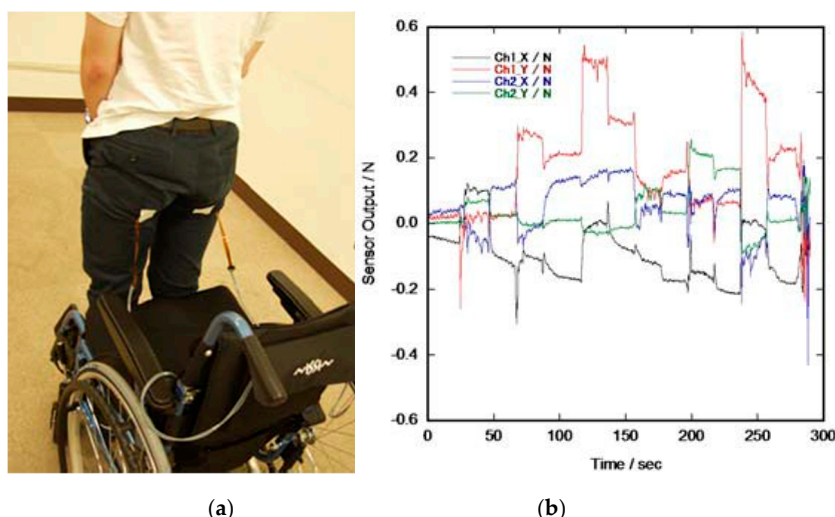 0.6
Ch1_X / N
Ch1_Y / N
Ch2_X / N
Ch2_Y / N
0.4
0.2
0.0
-0.2
-0.4
-0.6
Sensor Output / N
0 50 100 150 200 250 300
Time / sec
(a) (b)